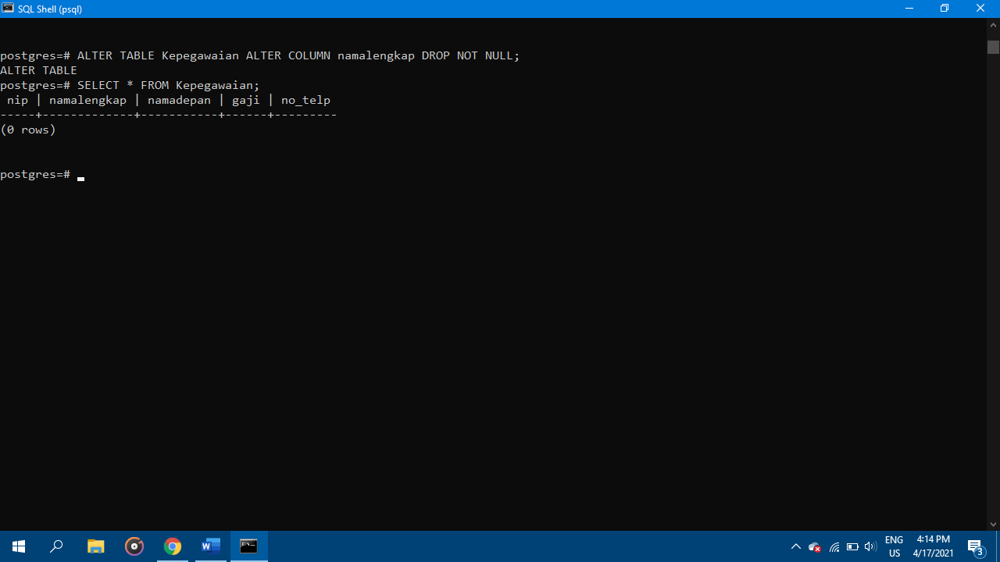 SQL Shell (psql)
postgres=# ALTER TABLE Kepegawaian ALTER COLUMN namalengkap DROP NOT NULL;
ALTER TABLE
postgres=# SELECT * FROM Kepegawaian;
 nip | namalengkap | namadepan | gaji | no_telp
-----+-------------+-----------+------+---------
(0 rows)
postgres=#
ENG
US
4:14 PM
4/17/2021
3